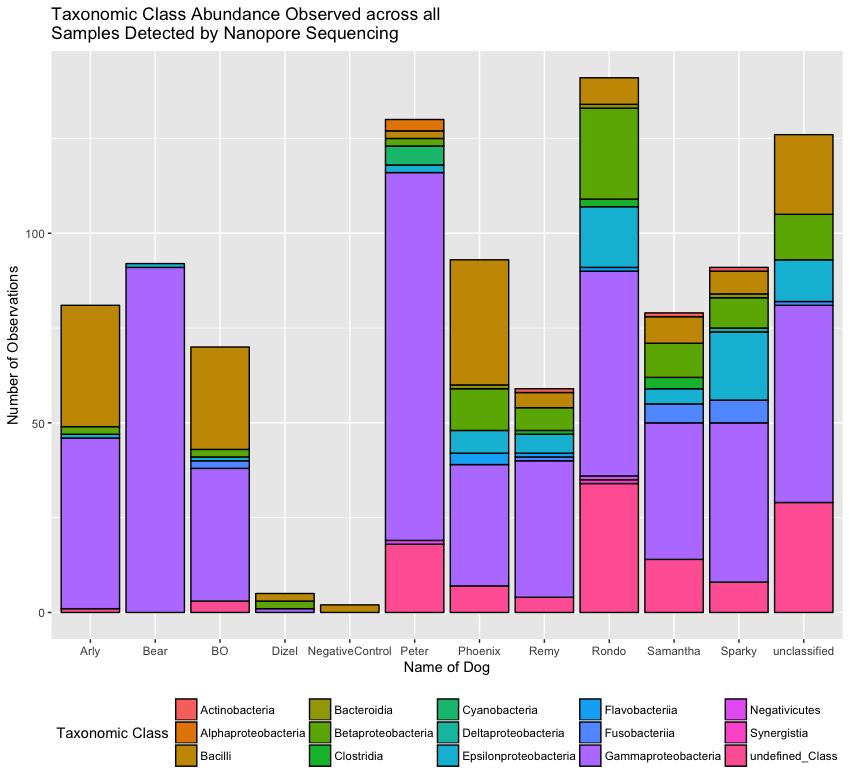 Taxonomic Class Abundance Observed across all
Samples Detected by Nanopore Sequencing
Number of Observations
100
50
0
Arly Bear BO Dizel NegativeControl Peter Phoenix Remy Rondo Samantha Sparky unclassified
Name of Dog
Taxonomic Class
Actinobacteria Bacteroidia Cyanobacteria Flavobacteriia Negativicutes
Alphaproteobacteria Betaproteobacteria Deltaproteobacteria Fusobacteriia Synergistia
Bacilli Clostridia Epsilonproteobacteria Gammaproteobacteria undefined_Class